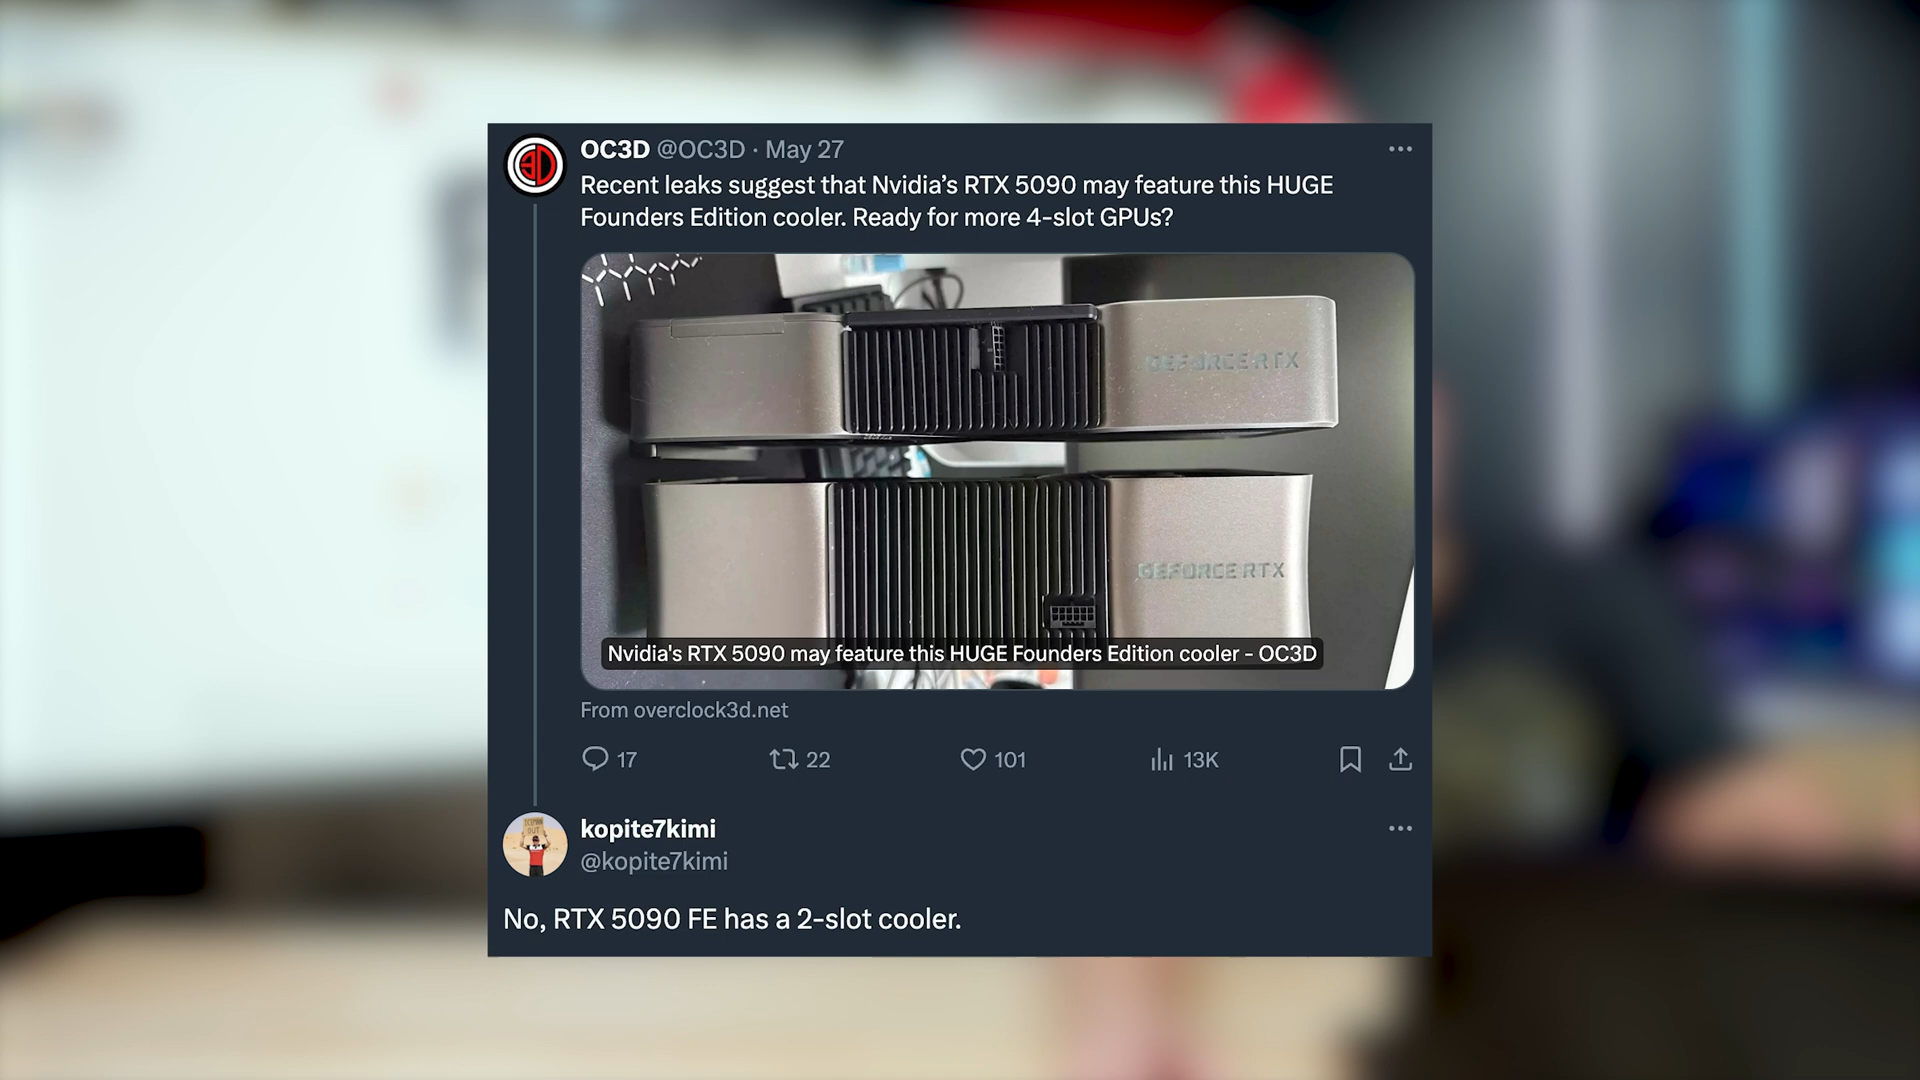 OC3D @OC3D · May 27
Recent leaks suggest that Nvidia’s RTX 5090 may feature this HUGE
Founders Edition cooler. Ready for more 4-slot GPUs?
GEFORCE RTX
GEFORCE RTX
Nvidia's RTX 5090 may feature this HUGE Founders Edition cooler - OC3D
From overclock3d.net
17 22 101 13K
kopite7kimi
@kopite7kimi
No, RTX 5090 FE has a 2-slot cooler.